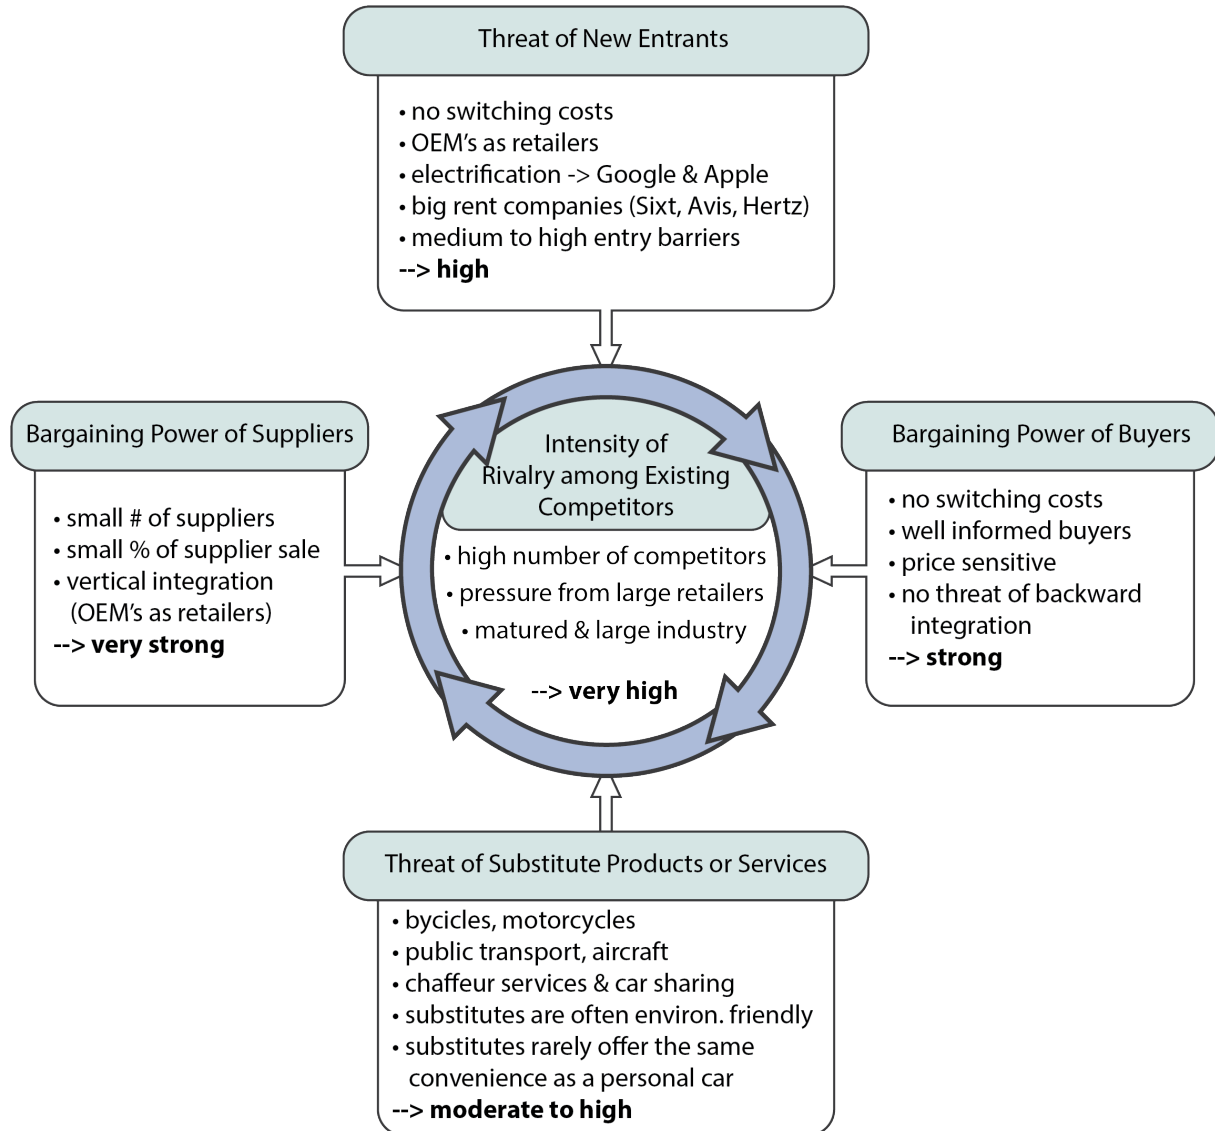 Threat of New Entrants
• no switching costs
• OEM's as retailers
• electrification -> Google & Apple
• big rent companies (Sixt, Avis, Hertz)
• medium to high entry barriers
--> high
Bargaining Power of Suppliers
• small # of suppliers
• small % of supplier sale
• vertical integration
(OEM's as retailers)
--> very strong
Intensity of
Rivalry among Existing
Competitors
• high number of competitors
• pressure from large retailers
• matured & large industry
--> very high
Bargaining Power of Buyers
• no switching costs
• well informed buyers
• price sensitive
• no threat of backward
integration
--> strong
Threat of Substitute Products or Services
• bycicles, motorcycles
• public transport, aircraft
• chaffeur services & car sharing
• substitutes are often environ. friendly
• substitutes rarely offer the same
convenience as a personal car
--> moderate to high